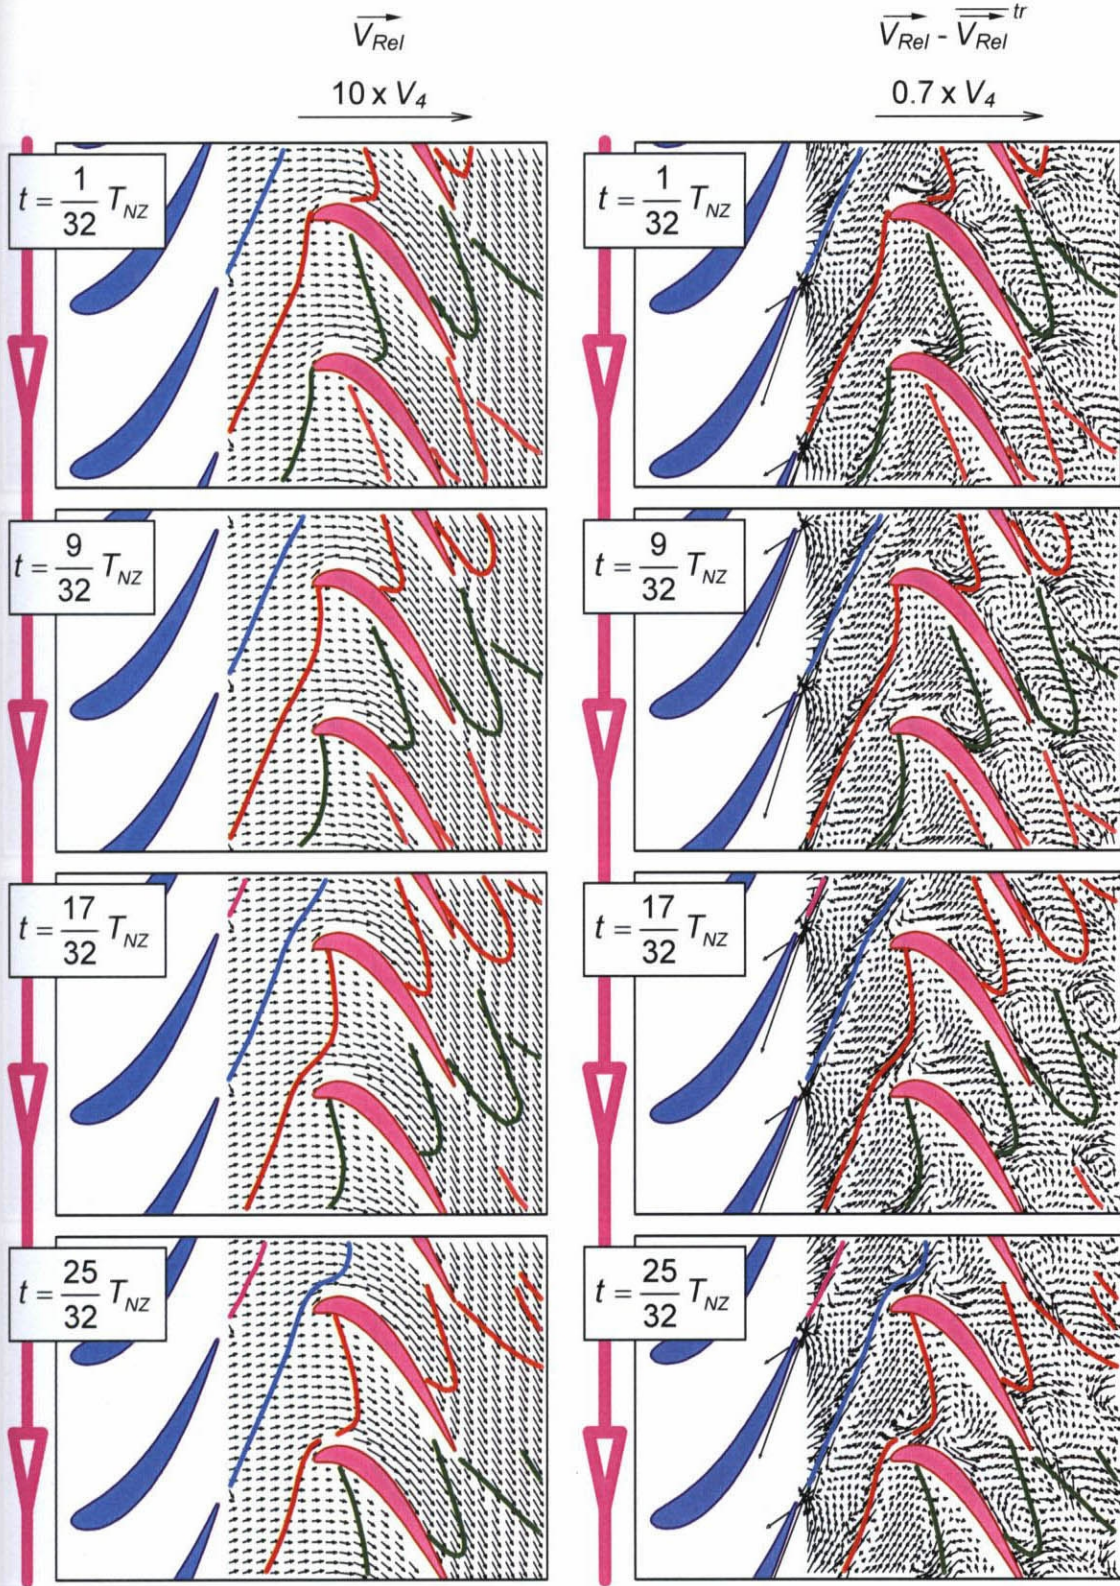 V_Rel
V_Rel - V_Rel tr
10 x V_4
0.7 x V_4
t = 1/32 T_NZ
t = 1/32 T_NZ
t = 9/32 T_NZ
t = 9/32 T_NZ
t = 17/32 T_NZ
t = 17/32 T_NZ
t = 25/32 T_NZ
t = 25/32 T_NZ